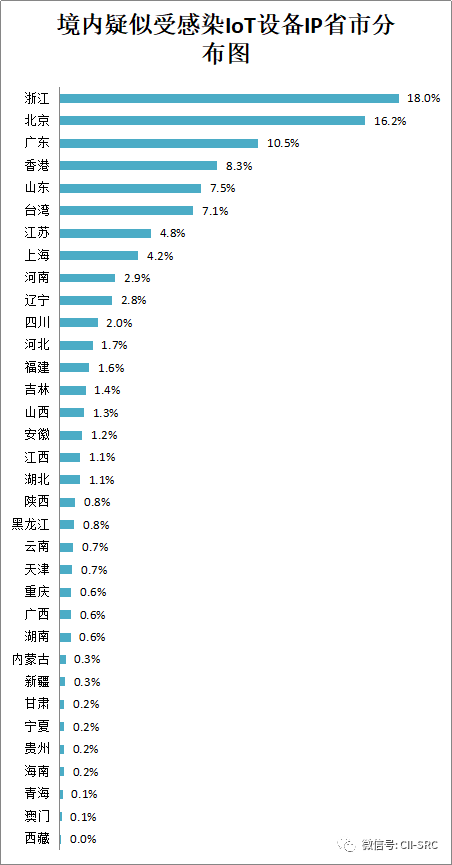 境内疑似受感染IoT设备IP省市分
布图
浙江 18.0%
北京 16.2%
广东 10.5%
香港 8.3%
山东 7.5%
台湾 7.1%
江苏 4.8%
上海 4.2%
河南 2.9%
辽宁 2.8%
四川 2.0%
河北 1.7%
福建 1.6%
吉林 1.4%
山西 1.3%
安徽 1.2%
江西 1.1%
湖北 1.1%
陕西 0.8%
黑龙江 0.8%
云南 0.7%
天津 0.7%
重庆 0.6%
广西 0.6%
湖南 0.6%
内蒙古 0.3%
新疆 0.3%
甘肃 0.2%
宁夏 0.2%
贵州 0.2%
海南 0.2%
青海 0.1%
澳门 0.1%
西藏 0.0%
微信号: CII-SRC